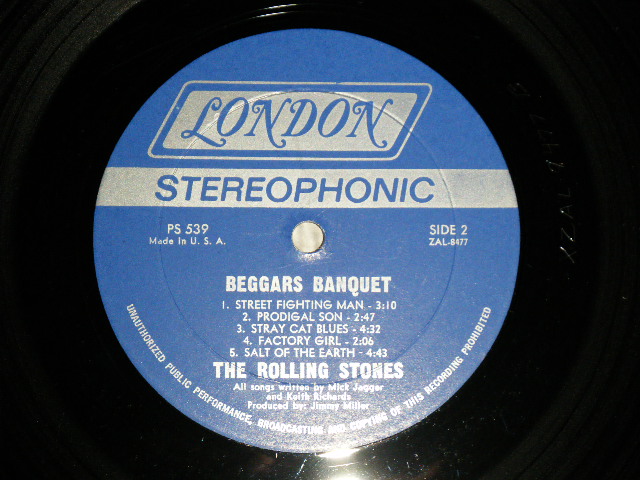 LONDON
STEREOPHONIC
PS 539
Made In U. S. A.
SIDE 2
ZAL-8477
BEGGARS BANQUET
1. STREET FIGHTING MAN - 3:10
2. PRODIGAL SON - 2:47
3. STRAY CAT BLUES - 4:32
4. FACTORY GIRL - 2:06
5. SALT OF THE EARTH - 4:43
THE ROLLING STONES
All songs written by Mick Jagger
and Keith Richards
Produced by: Jimmy Miller
UNAUTHORIZED PUBLIC PERFORMANCE, BROADCASTING AND COPYING OF THIS RECORDING PROHIBITED